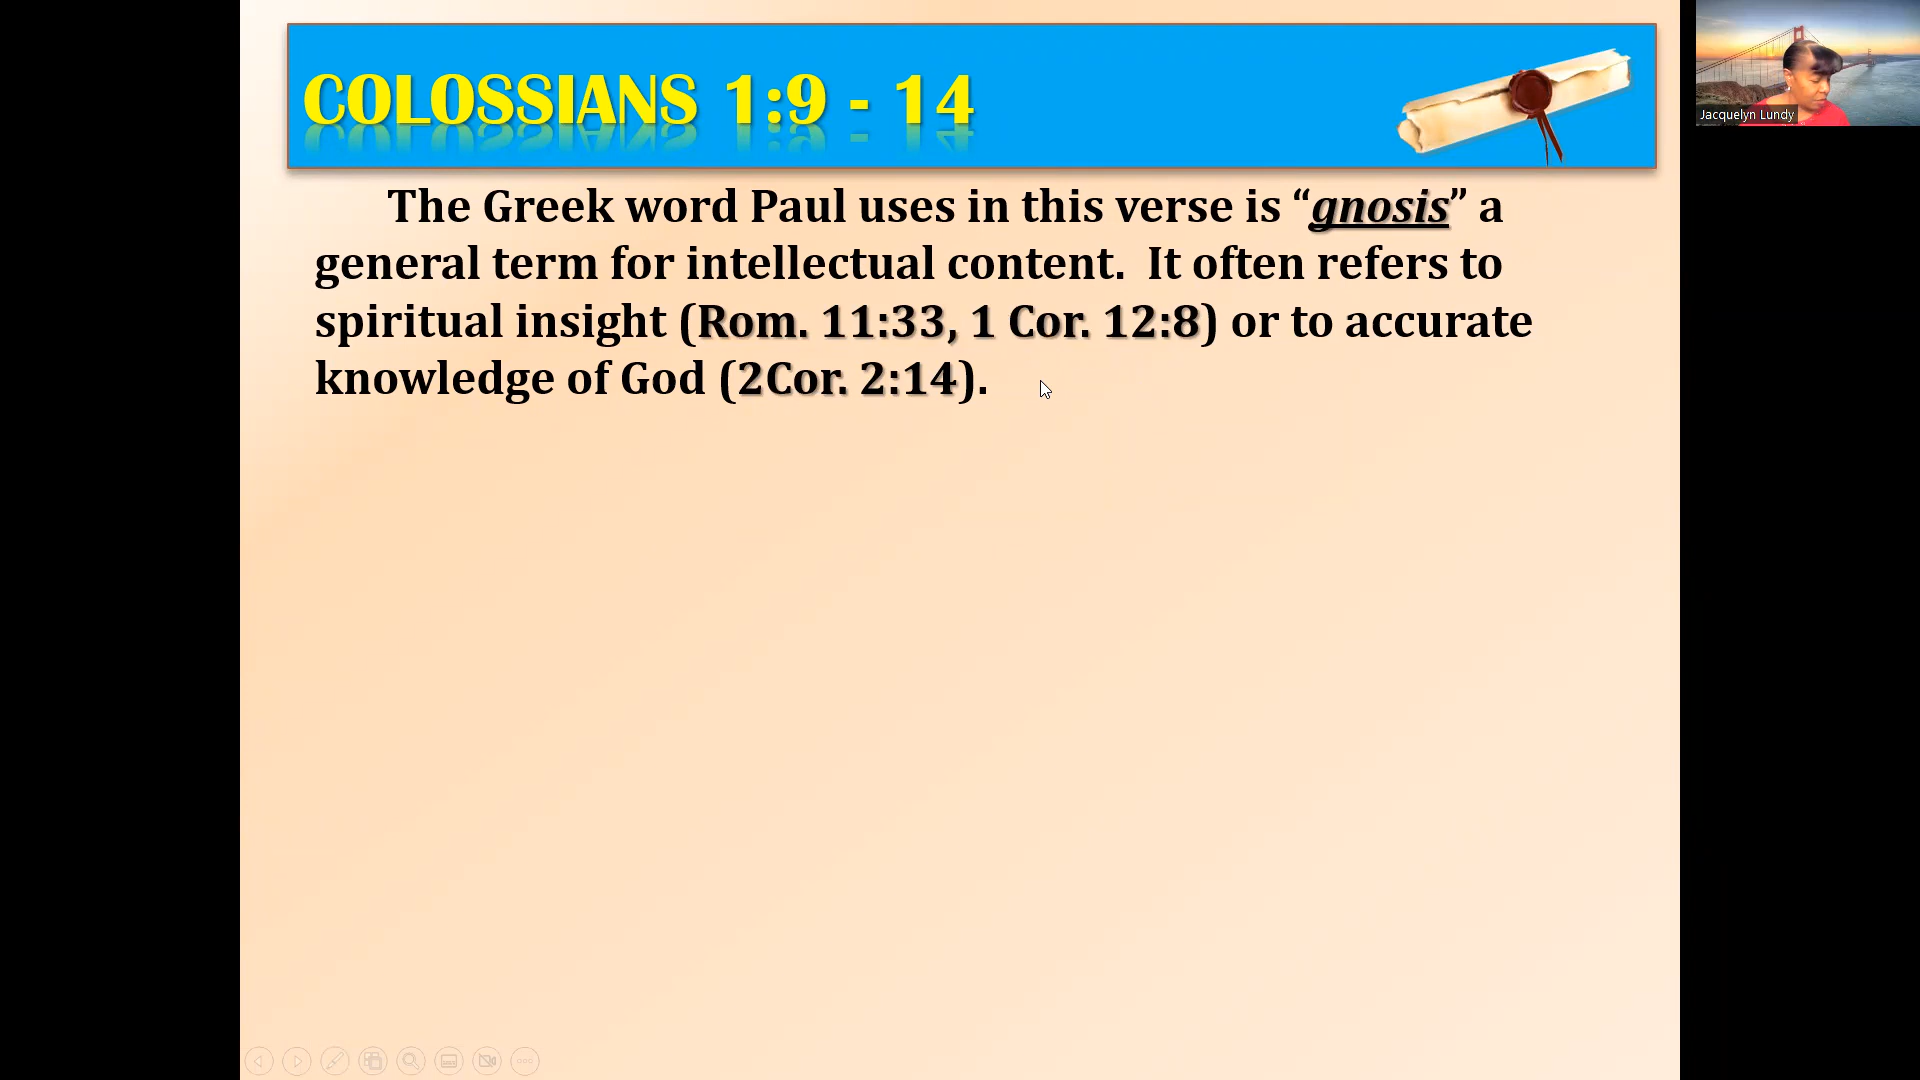 COLOSSIANS 1:9 - 14
The Greek word Paul uses in this verse is “gnosis” a
general term for intellectual content.  It often refers to
spiritual insight (Rom. 11:33, 1 Cor. 12:8) or to accurate
knowledge of God (2Cor. 2:14).
Jacquelyn Lundy